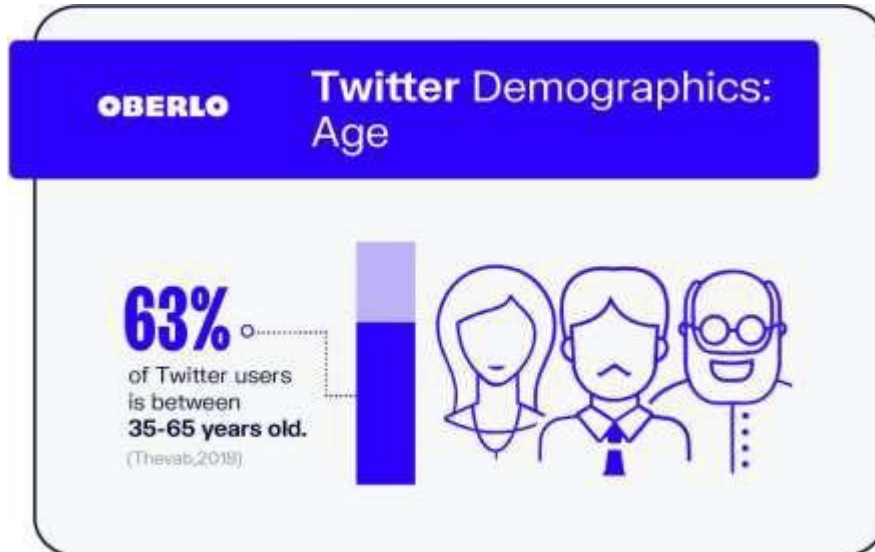 OBERLO
Twitter Demographics:
Age
63%
of Twitter users
is between
35-65 years old.
(Thevab,2018)